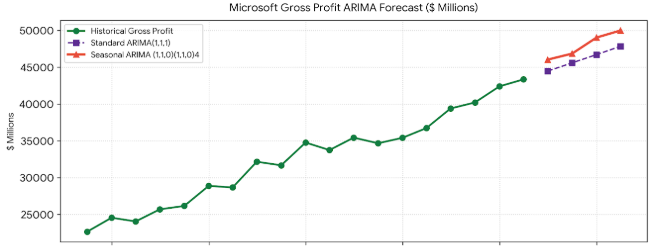 Microsoft Gross Profit ARIMA Forecast ($ Millions)
Historical Gross Profit
Standard ARIMA(1,1,1)
Seasonal ARIMA (1,1,0)(1,1,0)4
$ Millions
50000
45000
40000
35000
30000
25000